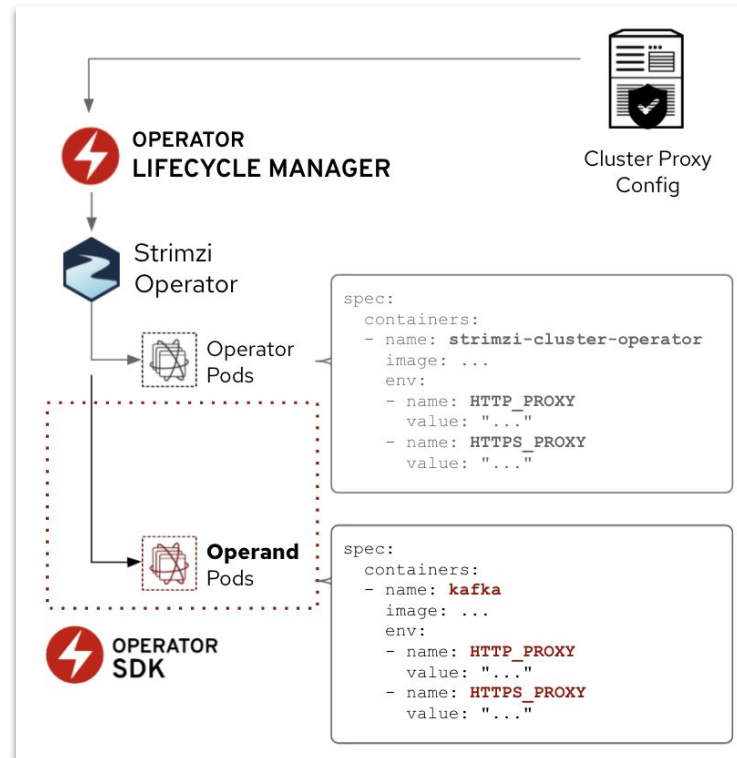 Cluster Proxy
Config
OPERATOR
LIFECYCLE MANAGER
Strimzi
Operator
Operator
Pods
spec:
  containers:
  - name: strimzi-cluster-operator
    image: ...
    env:
    - name: HTTP_PROXY
      value: "..."
    - name: HTTPS_PROXY
      value: "..."
Operand
Pods
spec:
  containers:
  - name: kafka
    image: ...
    env:
    - name: HTTP_PROXY
      value: "..."
    - name: HTTPS_PROXY
      value: "..."
OPERATOR
SDK